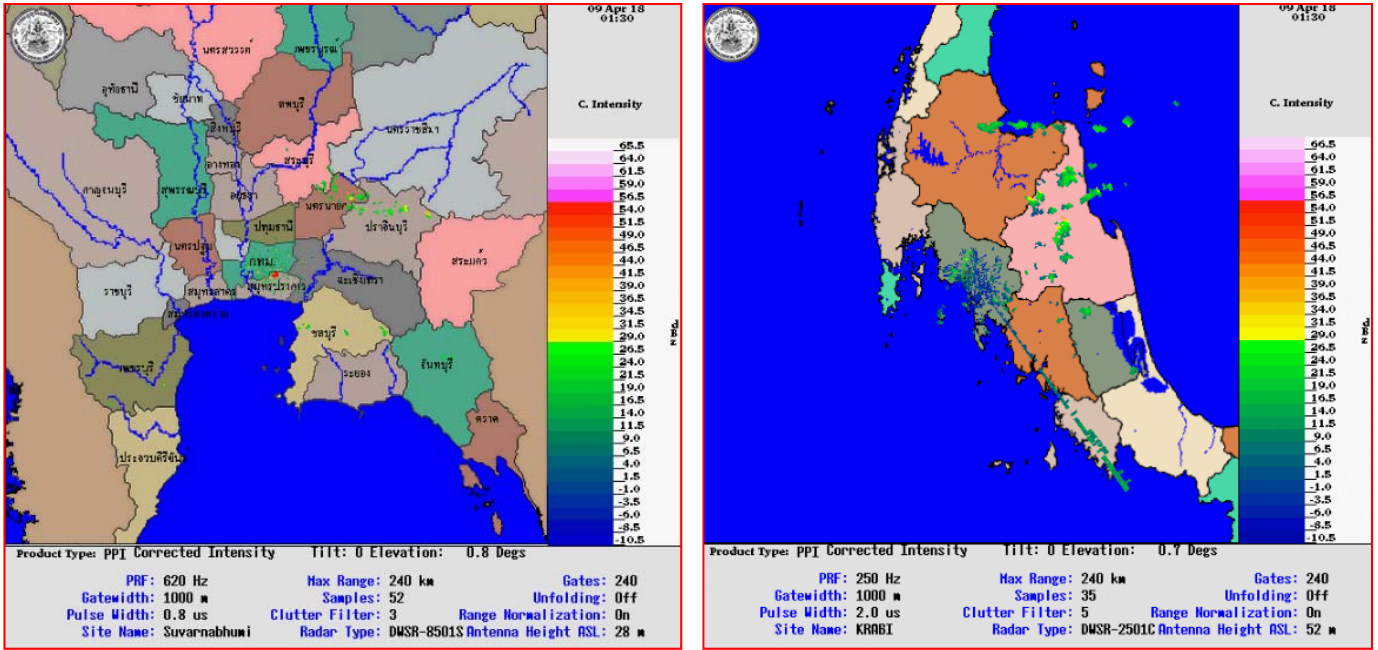 09 Apr 18
01:30
C. Intensity
65.5
64.0
61.5
59.0
56.5
54.0
51.5
49.0
46.5
44.0
41.5
39.0
36.5
34.0
31.5
29.0
26.5
24.0
21.5
19.0
16.5
14.0
11.5
9.0
6.5
4.0
1.5
-1.0
-3.5
-6.0
-8.5
-10.5
นครสวรรค์
เพชรบูรณ์
อุทัยธานี
ชัยนาท
ลพบุรี
สิงห์บุรี
นครราชสีมา
อ่างทอง
สระบุรี
กาญจนบุรี
สุพรรณบุรี
อยุธยา
นครนายก
ปทุมธานี
ปราจีนบุรี
นครปฐม
กทม.
สระแก้ว
ราชบุรี
สมุทรสาคร
สมุทรปราการ
ฉะเชิงเทรา
ชลบุรี
เพชรบุรี
ระยอง
จันทบุรี
ตราด
ประจวบคีรีขันธ์
Product Type: PPI Corrected Intensity Tilt: 0 Elevation: 0.8 Degs
PRF: 620 Hz Max Range: 240 km Gates: 240
Gatewidth: 1000 m Samples: 52 Unfolding: Off
Pulse Width: 0.8 us Clutter Filter: 3 Range Normalization: On
Site Name: Suvarnabhumi Radar Type: DWSR-8501S Antenna Height ASL: 28 m
09 Apr 18
01:30
C. Intensity
66.5
64.0
61.5
59.0
56.5
54.0
51.5
49.0
46.5
44.0
41.5
39.0
36.5
34.0
31.5
29.0
26.5
24.0
21.5
19.0
16.5
14.0
11.5
9.0
6.5
4.0
1.5
-1.0
-3.5
-6.0
-8.5
-10.5
Product Type: PPI Corrected Intensity Tilt: 0 Elevation: 0.7 Degs
PRF: 250 Hz Max Range: 240 km Gates: 240
Gatewidth: 1000 m Samples: 35 Unfolding: Off
Pulse Width: 2.0 us Clutter Filter: 5 Range Normalization: On
Site Name: KRABI Radar Type: DWSR-2501C Antenna Height ASL: 52 m